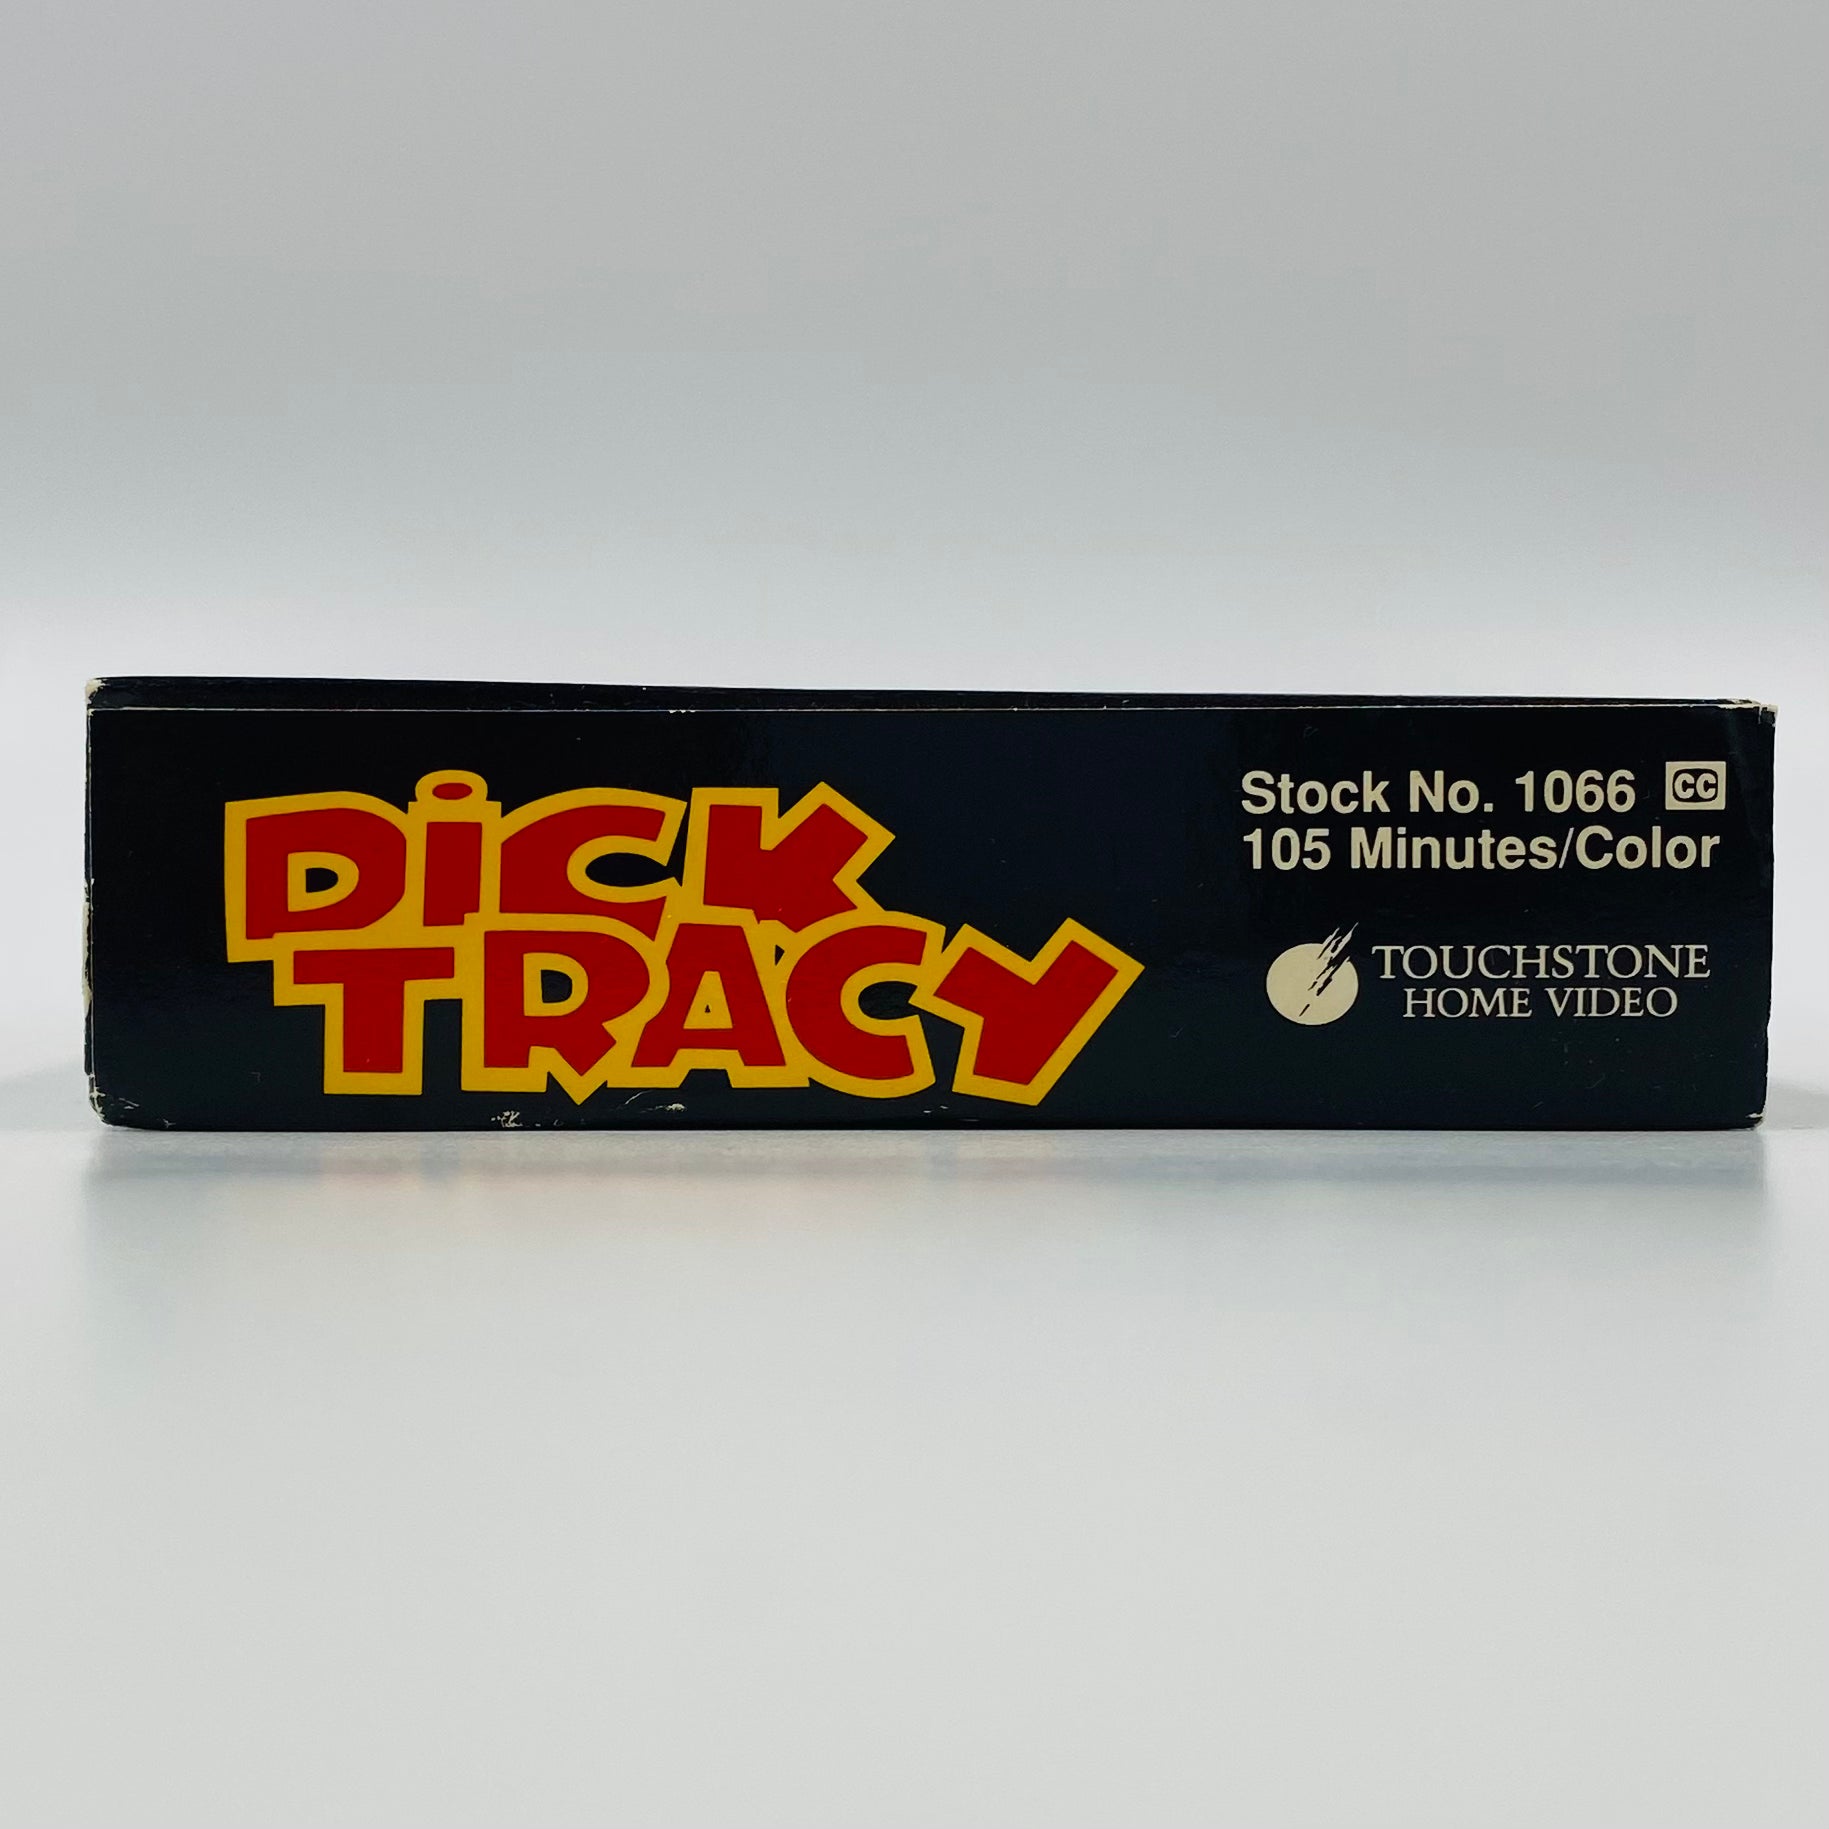 DiCK
TRACY
Stock No. 1066 CC
105 Minutes/Color
TOUCHSTONE
HOME VIDEO